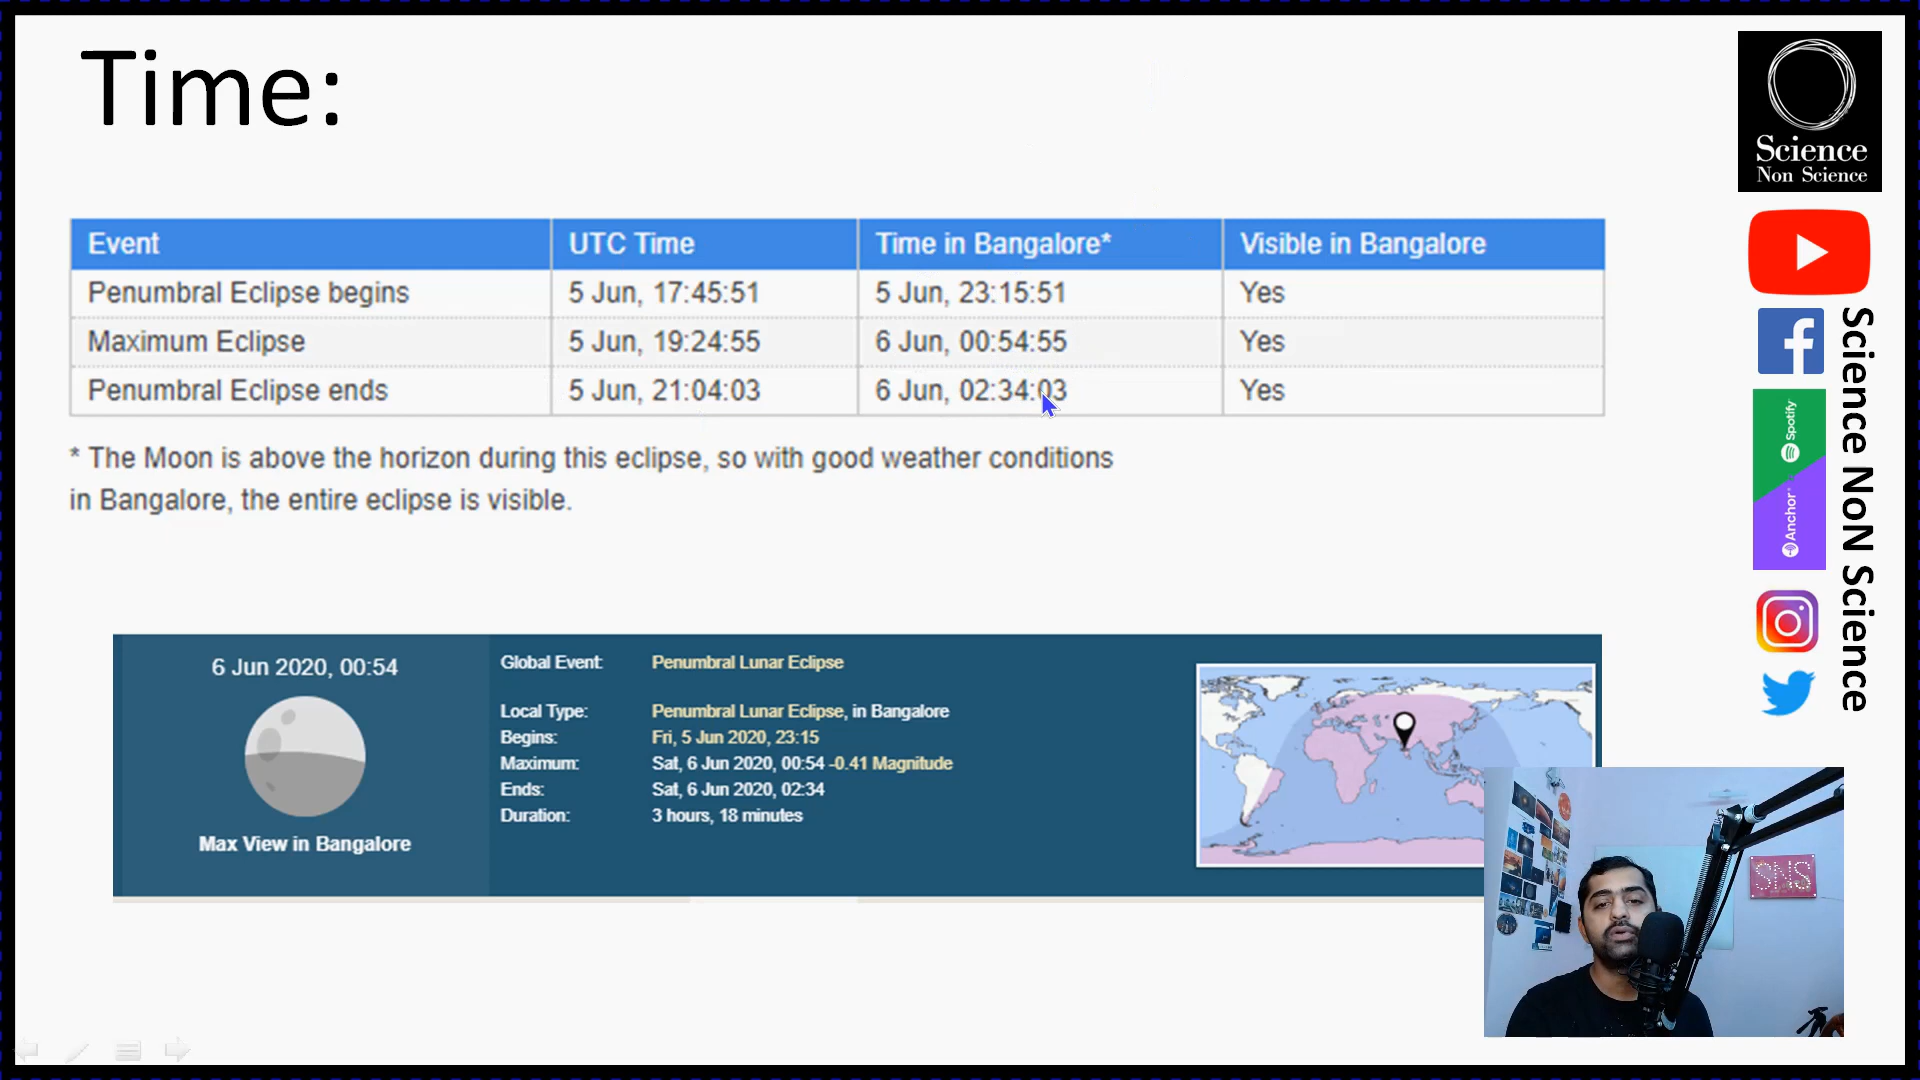 Time:
Science
Non Science
Event UTC Time Time in Bangalore* Visible in Bangalore
Penumbral Eclipse begins 5 Jun, 17:45:51 5 Jun, 23:15:51 Yes
Maximum Eclipse 5 Jun, 19:24:55 6 Jun, 00:54:55 Yes
Penumbral Eclipse ends 5 Jun, 21:04:03 6 Jun, 02:34:03 Yes
* The Moon is above the horizon during this eclipse, so with good weather conditions
in Bangalore, the entire eclipse is visible.
Spotify
Anchor
Science NoN Science
6 Jun 2020, 00:54
Max View in Bangalore
Global Event: Penumbral Lunar Eclipse
Local Type: Penumbral Lunar Eclipse, in Bangalore
Begins: Fri, 5 Jun 2020, 23:15
Maximum: Sat, 6 Jun 2020, 00:54 -0.41 Magnitude
Ends: Sat, 6 Jun 2020, 02:34
Duration: 3 hours, 18 minutes
SNS